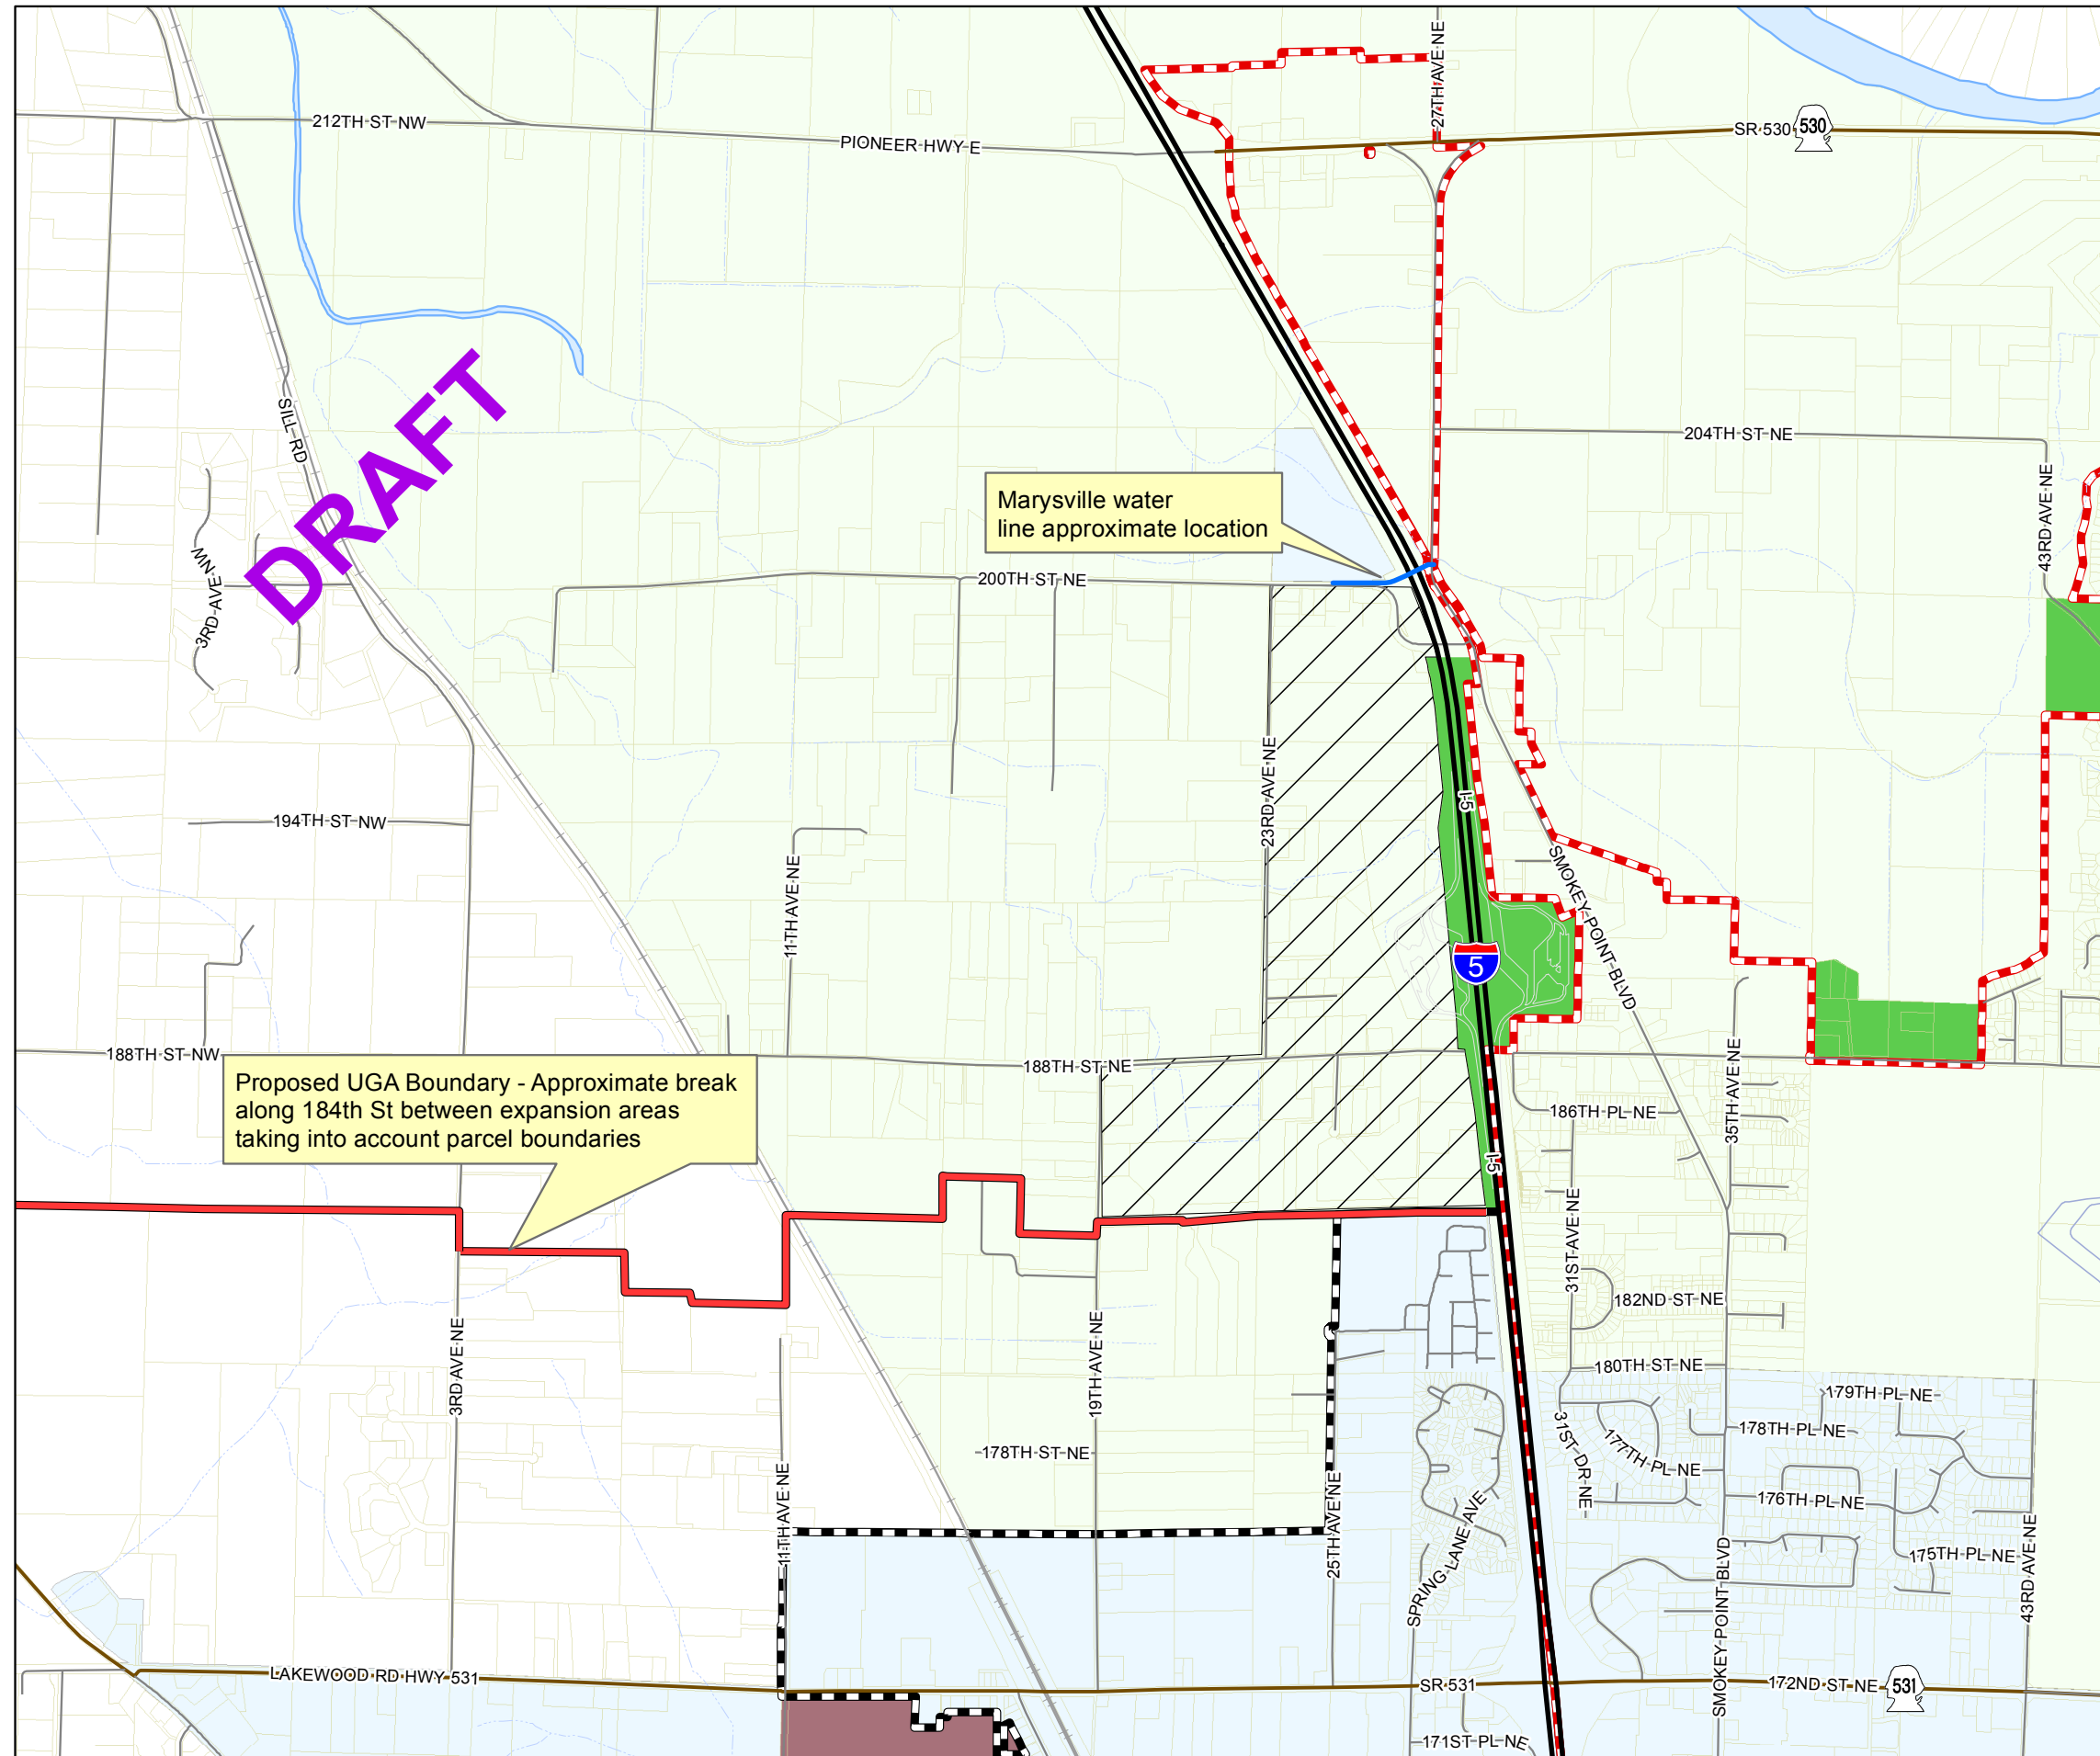 27TH AVE NE
212TH ST NW
PIONEER HWY E
SR 530
530
SILL RD
DRAFT
204TH ST NE
43RD AVE NE
Marysville water
line approximate location
200TH ST NE
3RD AVE NW
23RD AVE NE
I-5
194TH ST NW
11TH AVE NE
SMOKEY POINT BLVD
5
188TH ST NW
188TH ST NE
Proposed UGA Boundary - Approximate break
along 184th St between expansion areas
taking into account parcel boundaries
186TH PL NE
35TH AVE NE
I-5
31ST AVE NE
182ND ST NE
3RD AVE NE
19TH AVE NE
180TH ST NE
179TH PL NE
178TH PL NE
31ST DR NE
177TH PL NE
178TH ST NE
176TH PL NE
11TH AVE NE
25TH AVE NE
SPRING LANE AVE
175TH PL NE
43RD AVE NE
SMOKEY POINT BLVD
LAKEWOOD RD HWY 531
SR 531
172ND ST NE
531
171ST PL NE